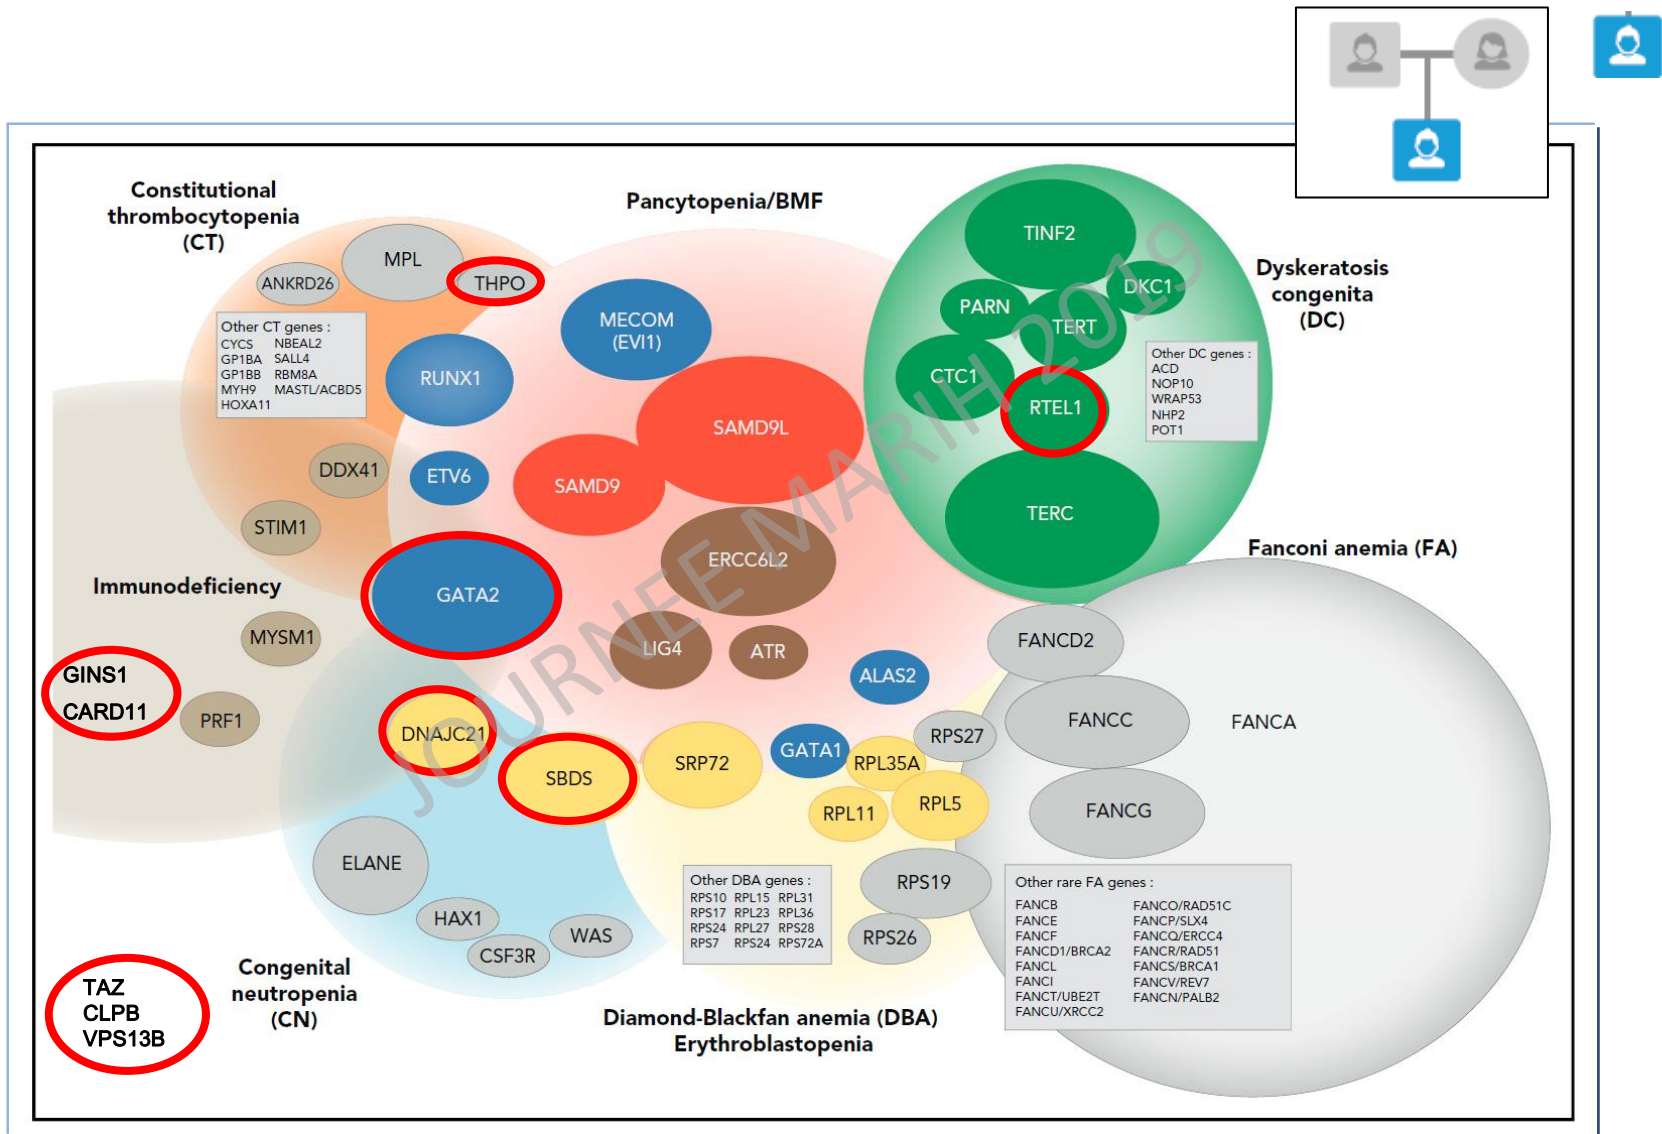 Constitutional
thrombocytopenia
(CT)
Pancytopenia/BMF
Dyskeratosis
congenita
(DC)
Immunodeficiency
Fanconi anemia (FA)
Congenital
neutropenia
(CN)
Diamond-Blackfan anemia (DBA)
Erythroblastopenia
ANKRD26
MPL
THPO
Other CT genes :
CYCS NBEAL2
GP1BA SALL4
GP1BB RBM8A
MYH9 MASTL/ACBD5
HOXA11
RUNX1
DDX41
ETV6
STIM1
GATA2
MYSM1
PRF1
GINS1
CARD11
MECOM
(EVI1)
SAMD9L
SAMD9
ERCC6L2
LIG4
ATR
ALAS2
TINF2
PARN
DKC1
TERT
CTC1
RTEL1
TERC
Other DC genes :
ACD
NOP10
WRAP53
NHP2
POT1
DNAJC21
SBDS
SRP72
GATA1
RPL35A
RPS27
RPL11
RPL5
RPS19
RPS26
FANCD2
FANCC
FANCA
FANCG
ELANE
HAX1
CSF3R
WAS
TAZ
CLPB
VPS13B
Other DBA genes :
RPS10 RPL15 RPL31
RPS17 RPL23 RPL36
RPS24 RPL27 RPS28
RPS7 RPS24 RPS72A
Other rare FA genes :
FANCB FANCO/RAD51C
FANCE FANCP/SLX4
FANCF FANCQ/ERCC4
FANCD1/BRCA2 FANCR/RAD51
FANCL FANCS/BRCA1
FANCI FANCV/REV7
FANCT/UBE2T FANCN/PALB2
FANCU/XRCC2
JOURNEE MARIH 2019